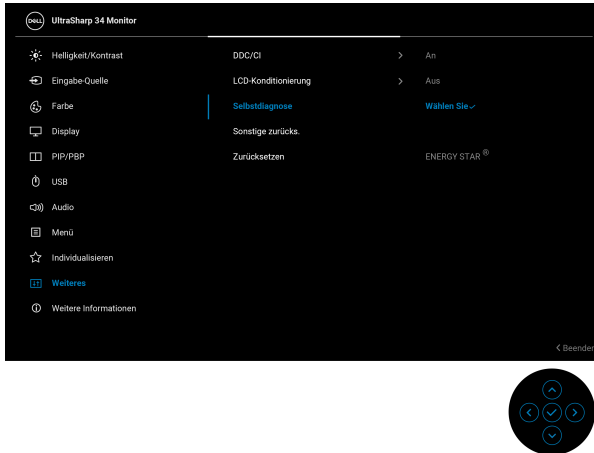 DELL UltraSharp 34 Monitor
Helligkeit/Kontrast DDC/CI An
Eingabe-Quelle LCD-Konditionierung Aus
Farbe Selbstdiagnose Wählen Sie
Display Sonstige zurücks.
PIP/PBP Zurücksetzen ENERGY STAR ®
USB
Audio
Menü
Individualisieren
Weiteres
Weitere Informationen
Beenden